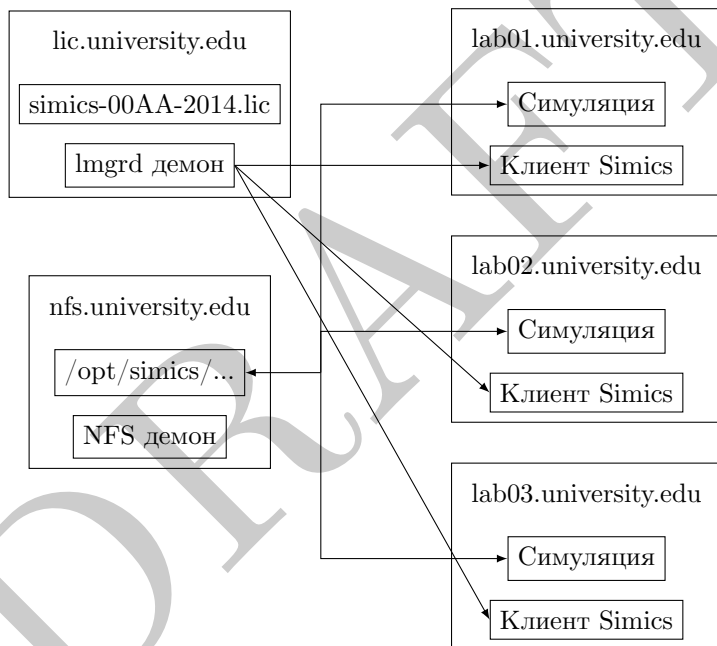 lic.university.edu
simics-00AA-2014.lic
lmgrd демон
nfs.university.edu
/opt/simics/...
NFS демон
lab01.university.edu
Симуляция
Клиент Simics
lab02.university.edu
Симуляция
Клиент Simics
lab03.university.edu
Симуляция
Клиент Simics
DRAFT